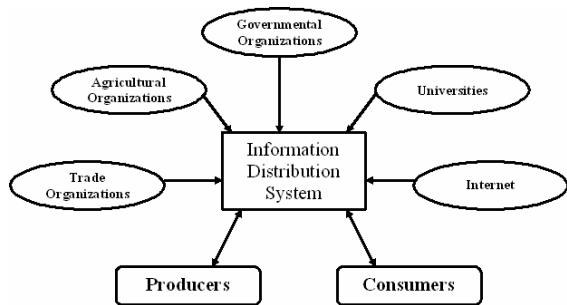 Governmental
Organizations
Agricultural
Organizations
Universities
Information
Distribution
System
Trade
Organizations
Internet
Producers
Consumers